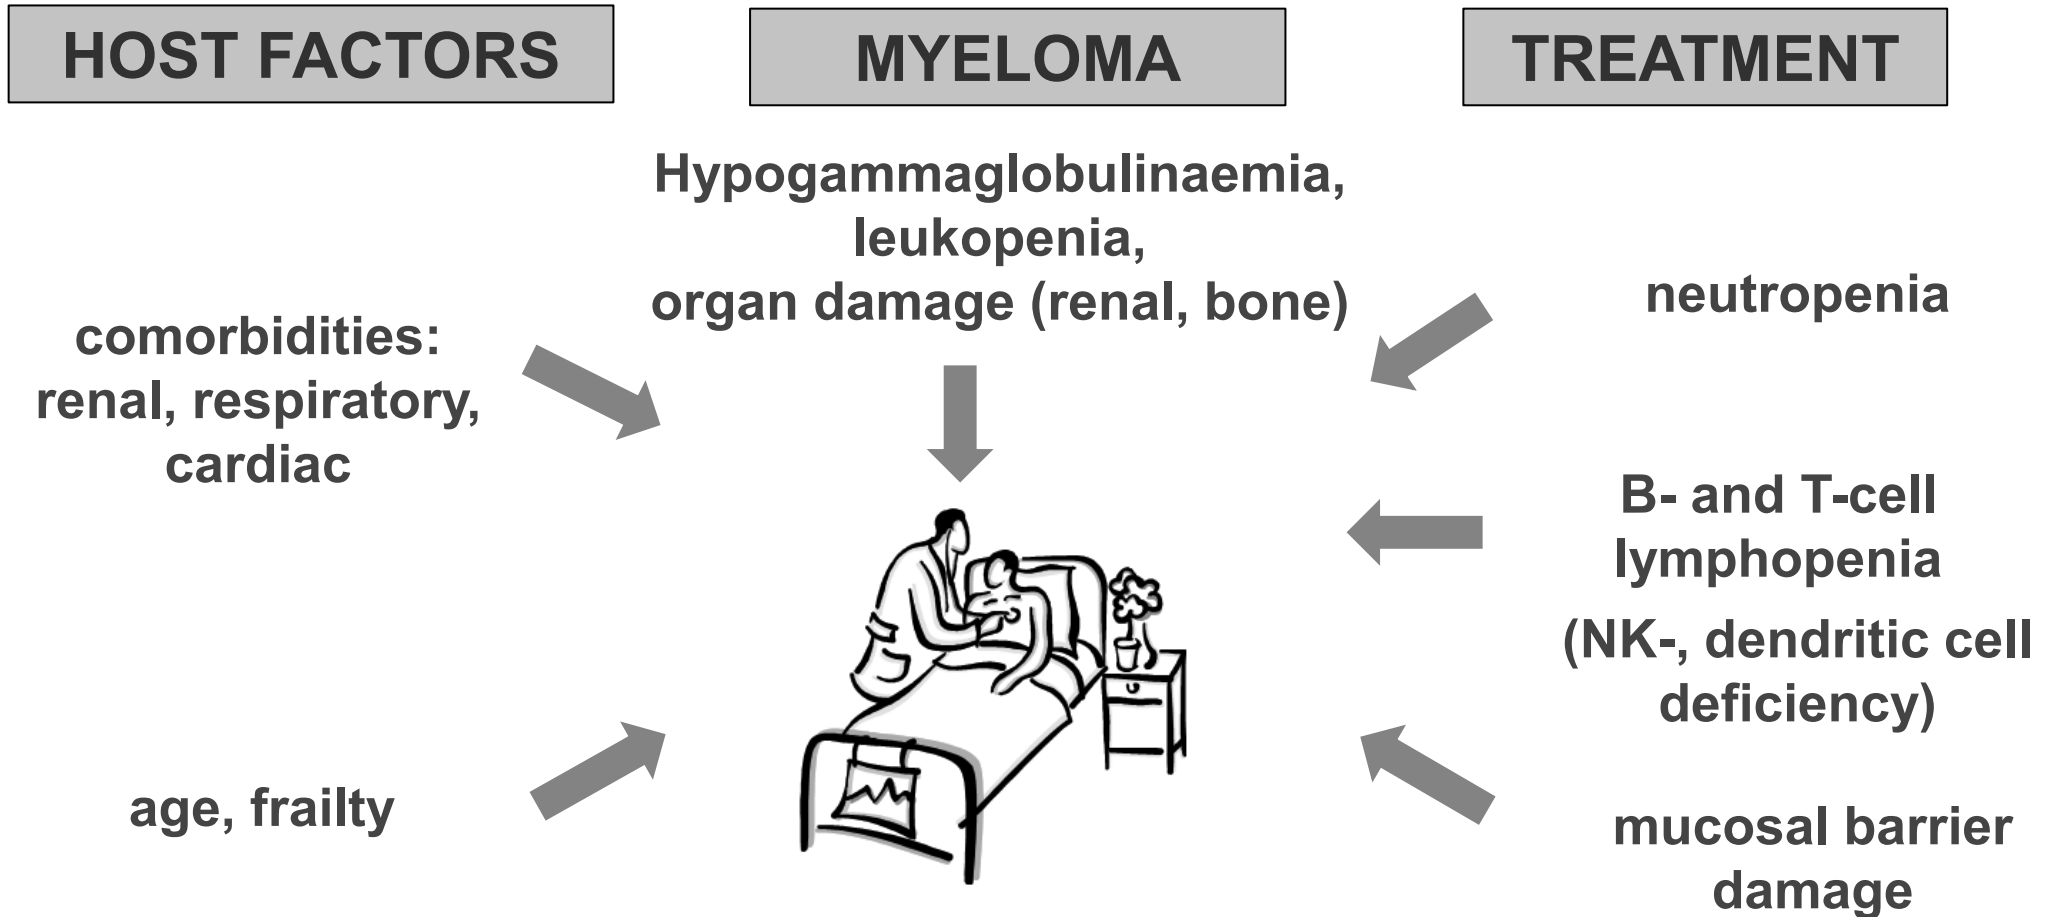 HOST FACTORS
MYELOMA
TREATMENT
comorbidities:
renal, respiratory,
cardiac
age, frailty
Hypogammaglobulinaemia,
leukopenia,
organ damage (renal, bone)
neutropenia
B- and T-cell
lymphopenia
(NK-, dendritic cell
deficiency)
mucosal barrier
damage